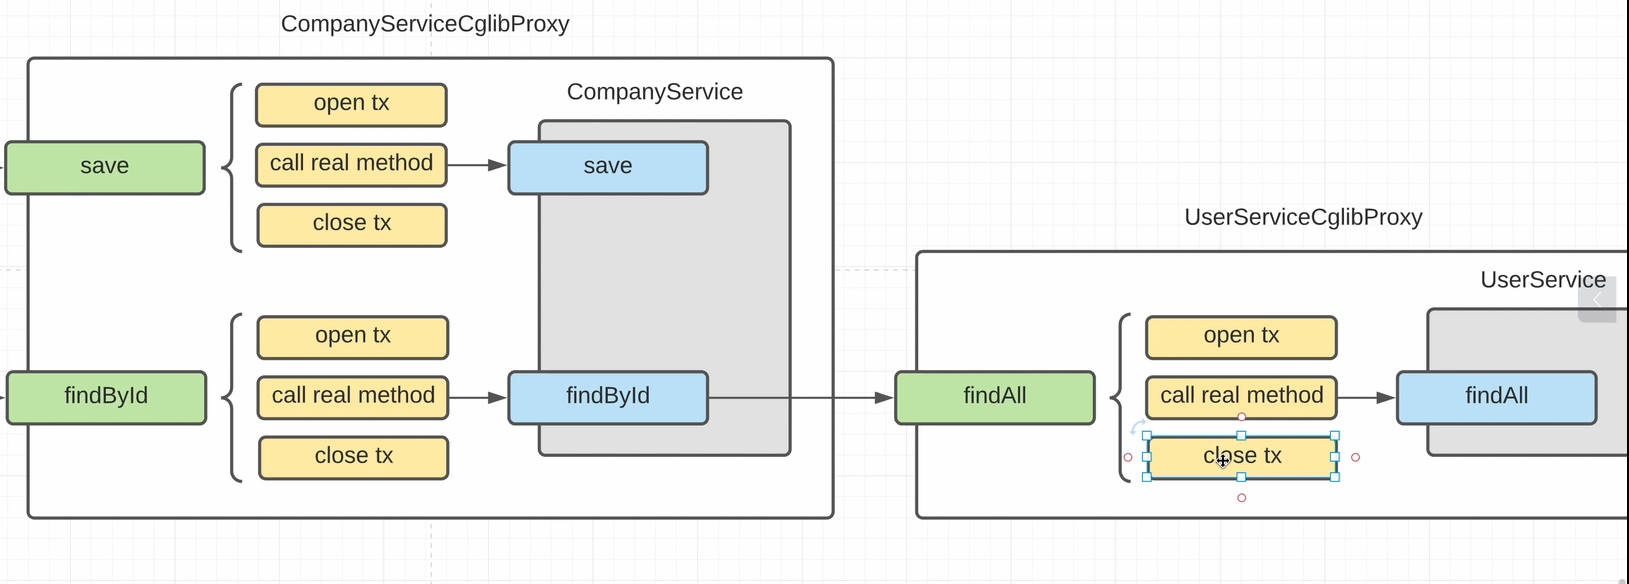 CompanyServiceCglibProxy
CompanyService
open tx
save
call real method
save
close tx
open tx
findById
call real method
findById
close tx
UserServiceCglibProxy
UserService
open tx
findAll
call real method
findAll
close tx